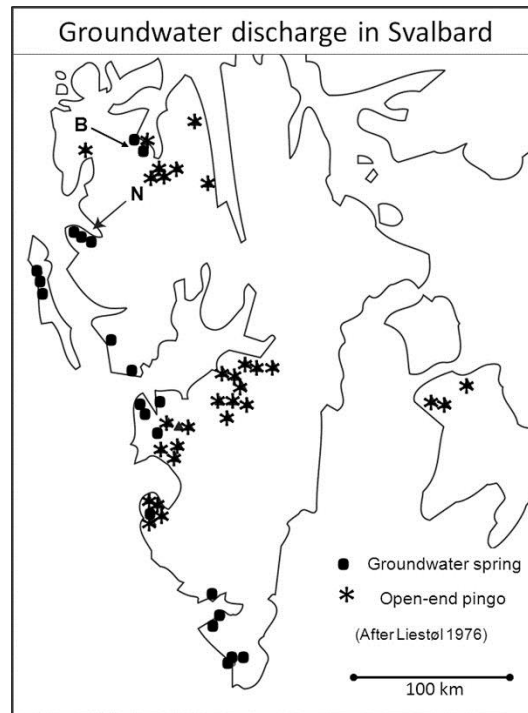 Groundwater discharge in Svalbard
B
N
Groundwater spring
Open-end pingo
(After Liestøl 1976)
100 km